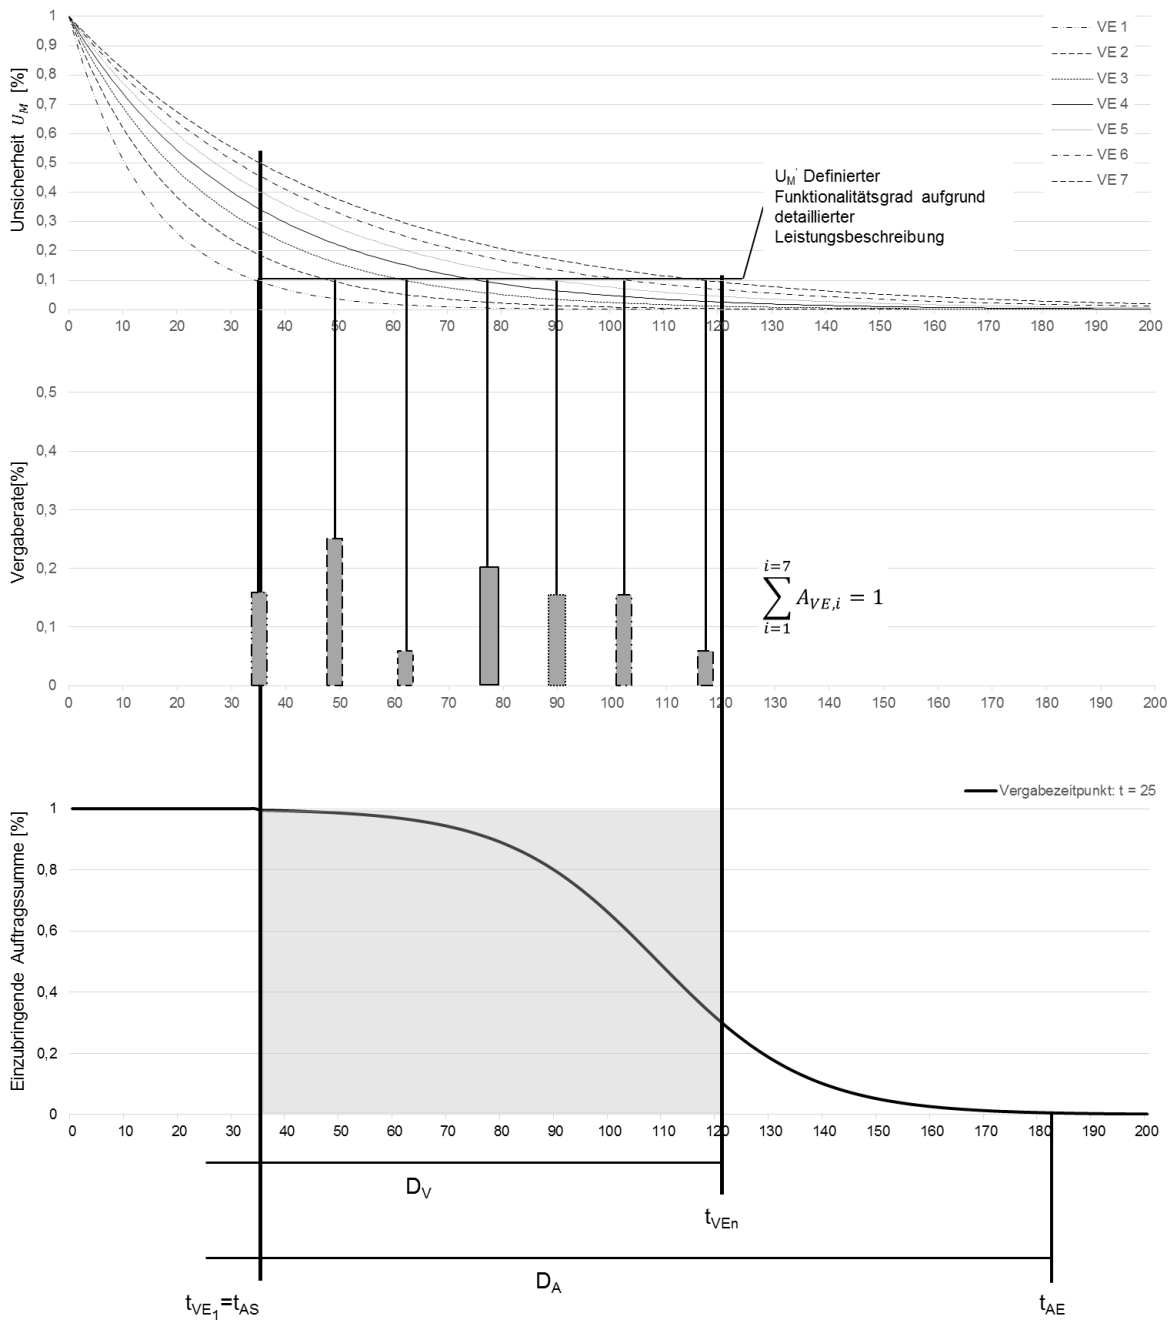 Unsicherheit U_M [%]
1
0,9
0,8
0,7
0,6
0,5
0,4
0,3
0,2
0,1
0
0 10 20 30 40 50 60 70 80 90 100 110 120 130 140 150 160 170 180 190 200
VE 1
VE 2
VE 3
VE 4
VE 5
VE 6
VE 7
U_M' Definierter
Funktionalitätsgrad aufgrund
detaillierter
Leistungsbeschreibung
Vergaberate[%]
0,5
0,4
0,3
0,2
0,1
0
0 10 20 30 40 50 60 70 80 90 100 110 120 130 140 150 160 170 180 190 200
i=7
∑ A_{VE,i} = 1
i=1
Einzubringende Auftragssumme [%]
1
0,8
0,6
0,4
0,2
0
0 10 20 30 40 50 60 70 80 90 100 110 120 130 140 150 160 170 180 190 200
Vergabezeitpunkt: t = 25
D_V
t_VEn
D_A
t_VE_1=t_AS
t_AE